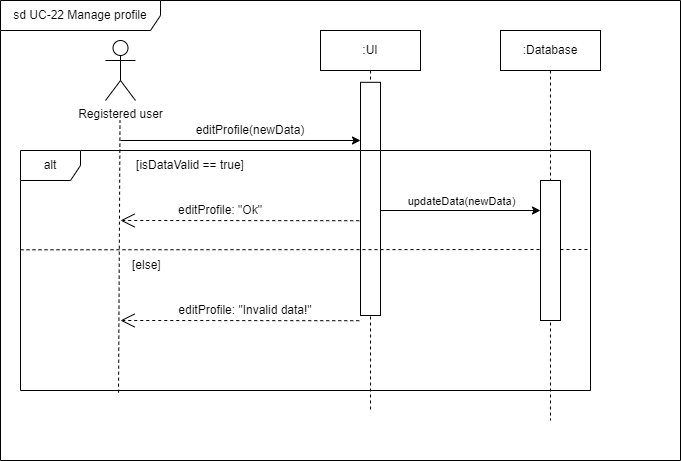 sd UC-22 Manage profile
:UI
:Database
Registered user
editProfile(newData)
alt
[isDataValid == true]
updateData(newData)
editProfile: "Ok"
[else]
editProfile: "Invalid data!"